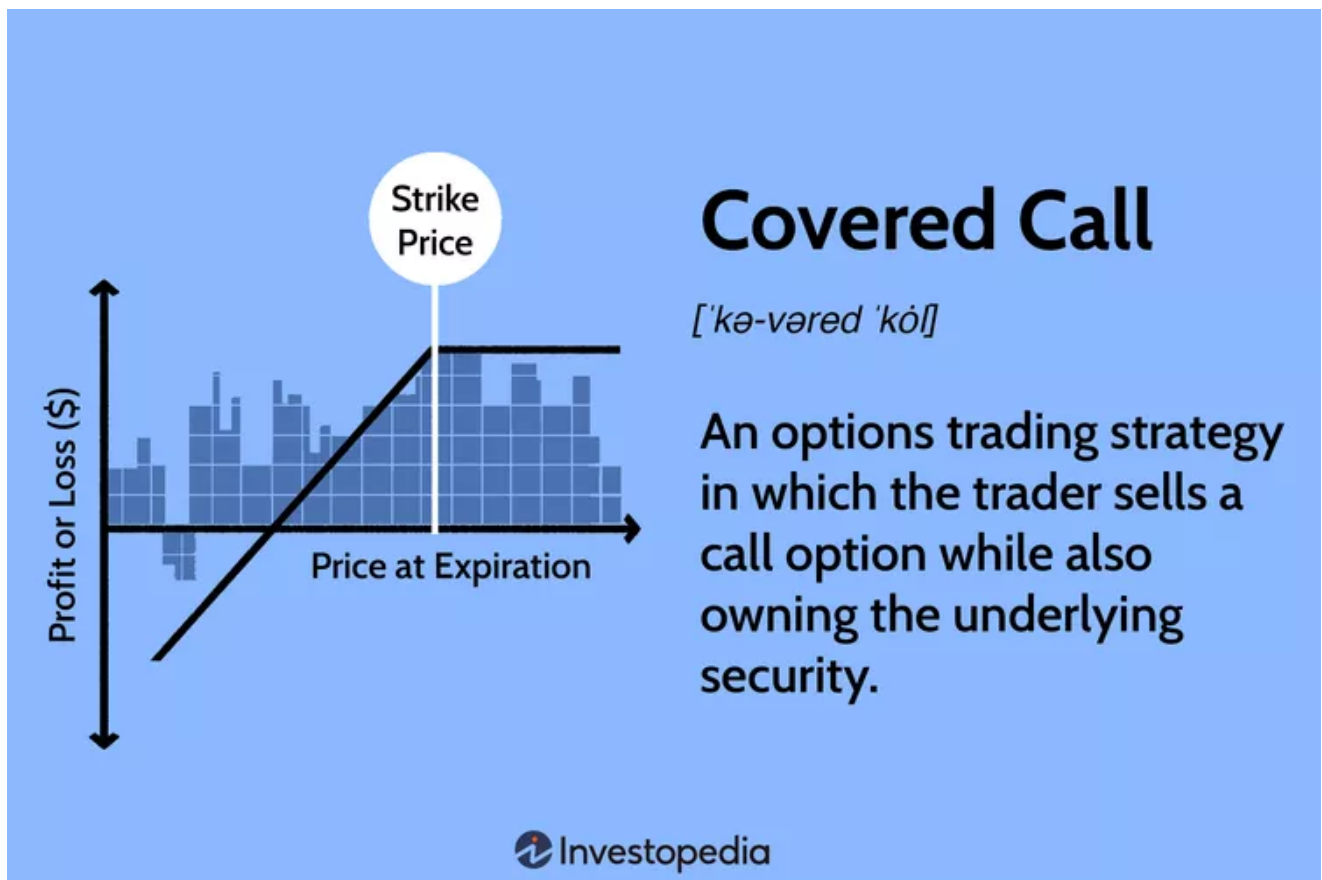 Strike
Price
Profit or Loss ($)
Price at Expiration
Covered Call
[ˈkə-vəred ˈkȯl]
An options trading strategy
in which the trader sells a
call option while also
owning the underlying
security.
Investopedia